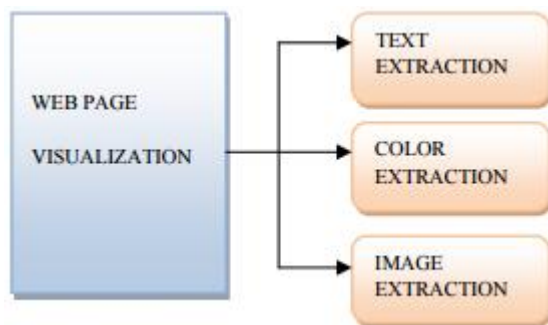 WEB PAGE
VISUALIZATION
TEXT
EXTRACTION
COLOR
EXTRACTION
IMAGE
EXTRACTION